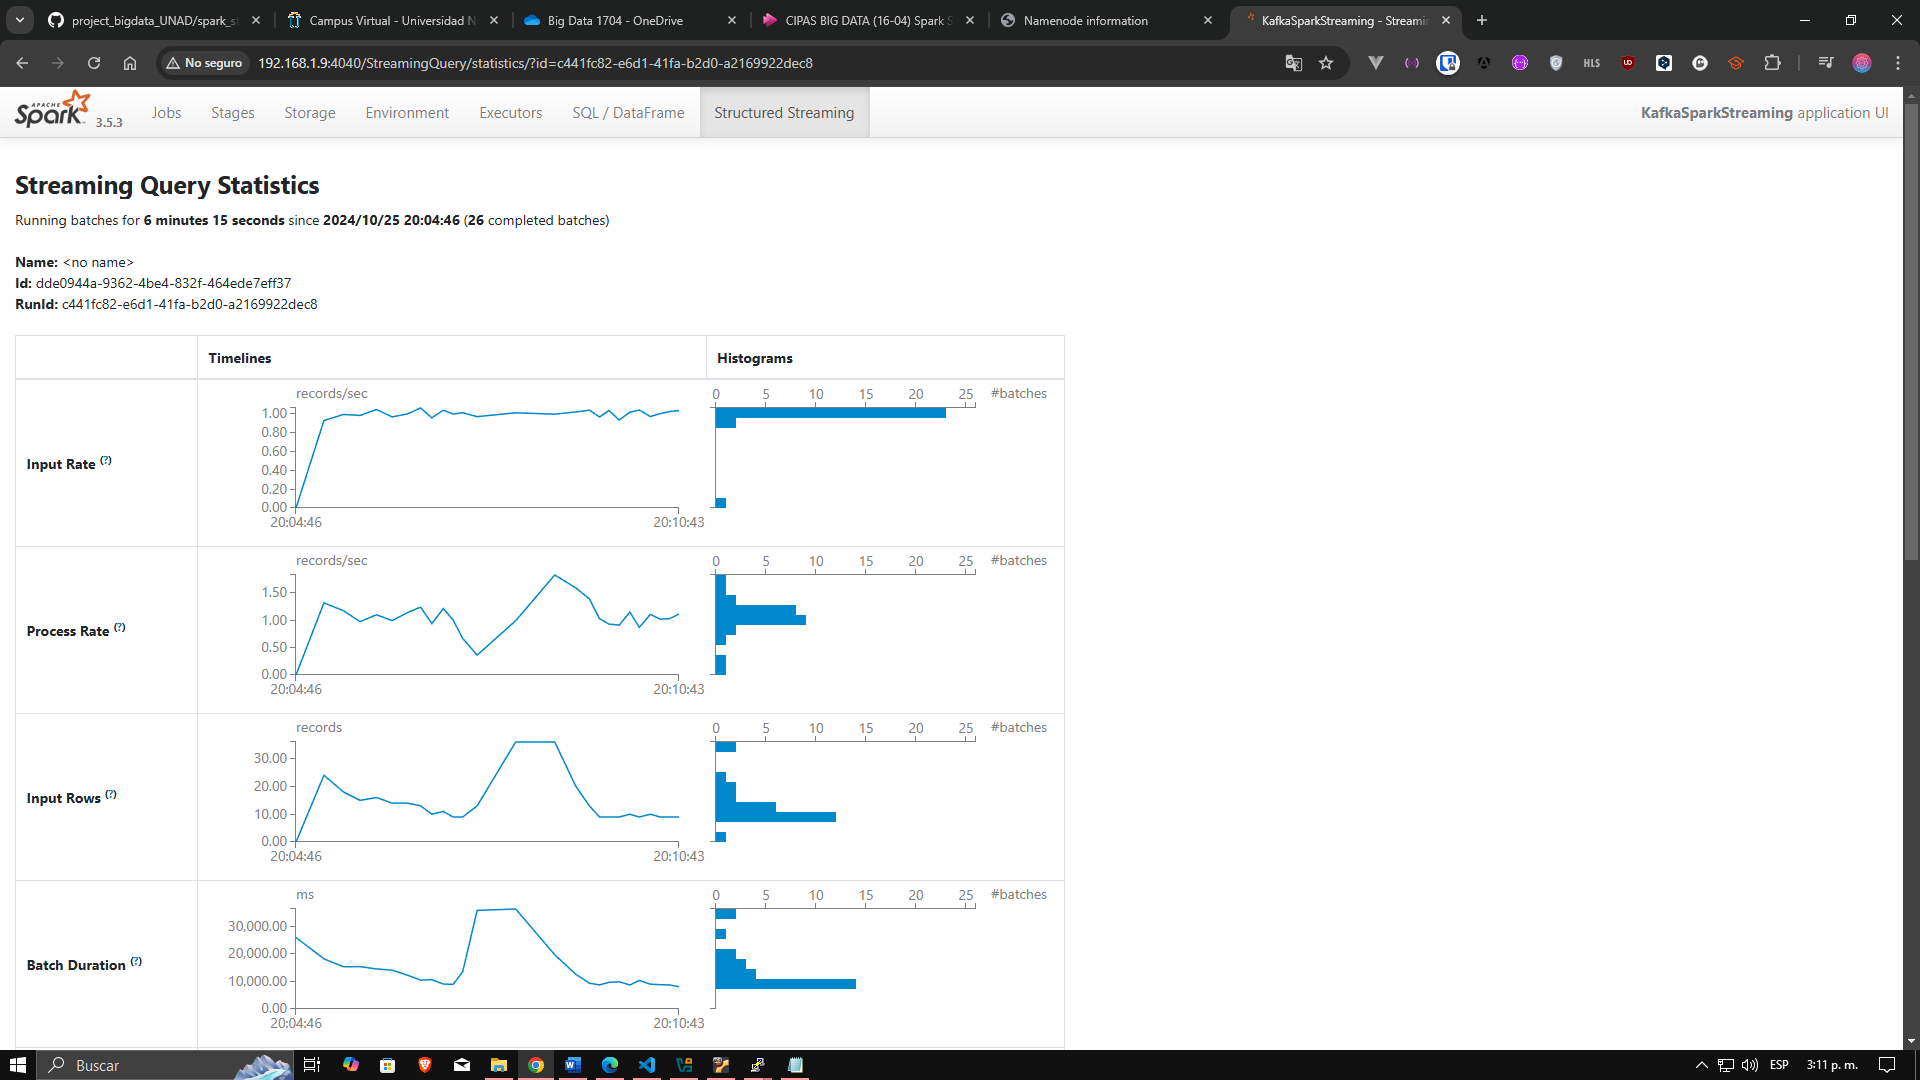 project_bigdata_UNAD/spark_st
Campus Virtual - Universidad N
Big Data 1704 - OneDrive
CIPAS BIG DATA (16-04) Spark S
Namenode information
KafkaSparkStreaming - Streamin
No seguro
192.168.1.9:4040/StreamingQuery/statistics/?id=c441fc82-e6d1-41fa-b2d0-a2169922dec8
HLS
APACHE
Spark 3.5.3
Jobs
Stages
Storage
Environment
Executors
SQL / DataFrame
Structured Streaming
KafkaSparkStreaming application UI
Streaming Query Statistics
Running batches for 6 minutes 15 seconds since 2024/10/25 20:04:46 (26 completed batches)
Name: <no name>
Id: dde0944a-9362-4be4-832f-464ede7eff37
RunId: c441fc82-e6d1-41fa-b2d0-a2169922dec8
Timelines
Histograms
Input Rate (?)
records/sec
1.00
0.80
0.60
0.40
0.20
0.00
20:04:46
20:10:43
0 5 10 15 20 25 #batches
Process Rate (?)
records/sec
1.50
1.00
0.50
0.00
20:04:46
20:10:43
0 5 10 15 20 25 #batches
Input Rows (?)
records
30.00
20.00
10.00
0.00
20:04:46
20:10:43
0 5 10 15 20 25 #batches
Batch Duration (?)
ms
30,000.00
20,000.00
10,000.00
0.00
20:04:46
20:10:43
0 5 10 15 20 25 #batches
Buscar
ESP
3:11 p. m.